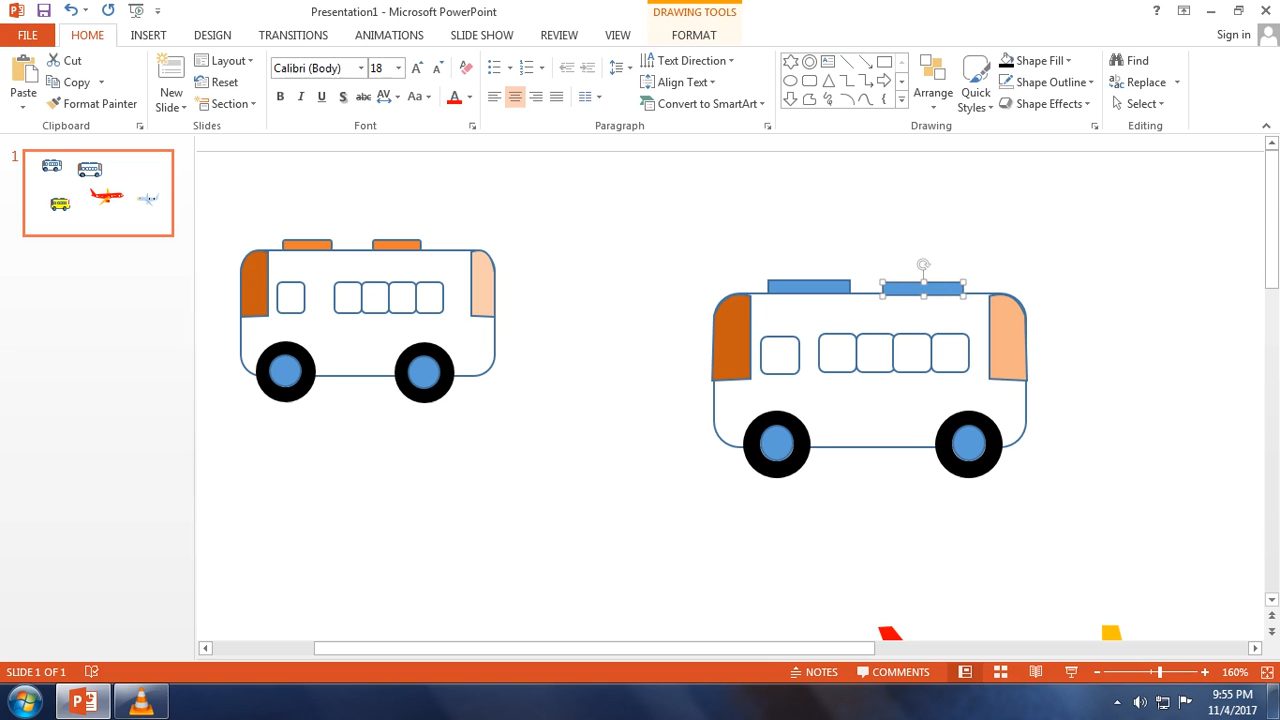 Presentation1 - Microsoft PowerPoint
DRAWING TOOLS
?
FILE HOME INSERT DESIGN TRANSITIONS ANIMATIONS SLIDE SHOW REVIEW VIEW FORMAT Sign in
Paste
Cut
Copy
Format Painter
Clipboard
New
Slide
Layout
Reset
Section
Slides
Calibri (Body) 18
B I U S abc AV Aa A
Font
Text Direction
Align Text
Convert to SmartArt
Paragraph
Arrange
Quick
Styles
Shape Fill
Shape Outline
Shape Effects
Drawing
Find
Replace
Select
Editing
1
SLIDE 1 OF 1
NOTES COMMENTS 160%
9:55 PM
11/4/2017